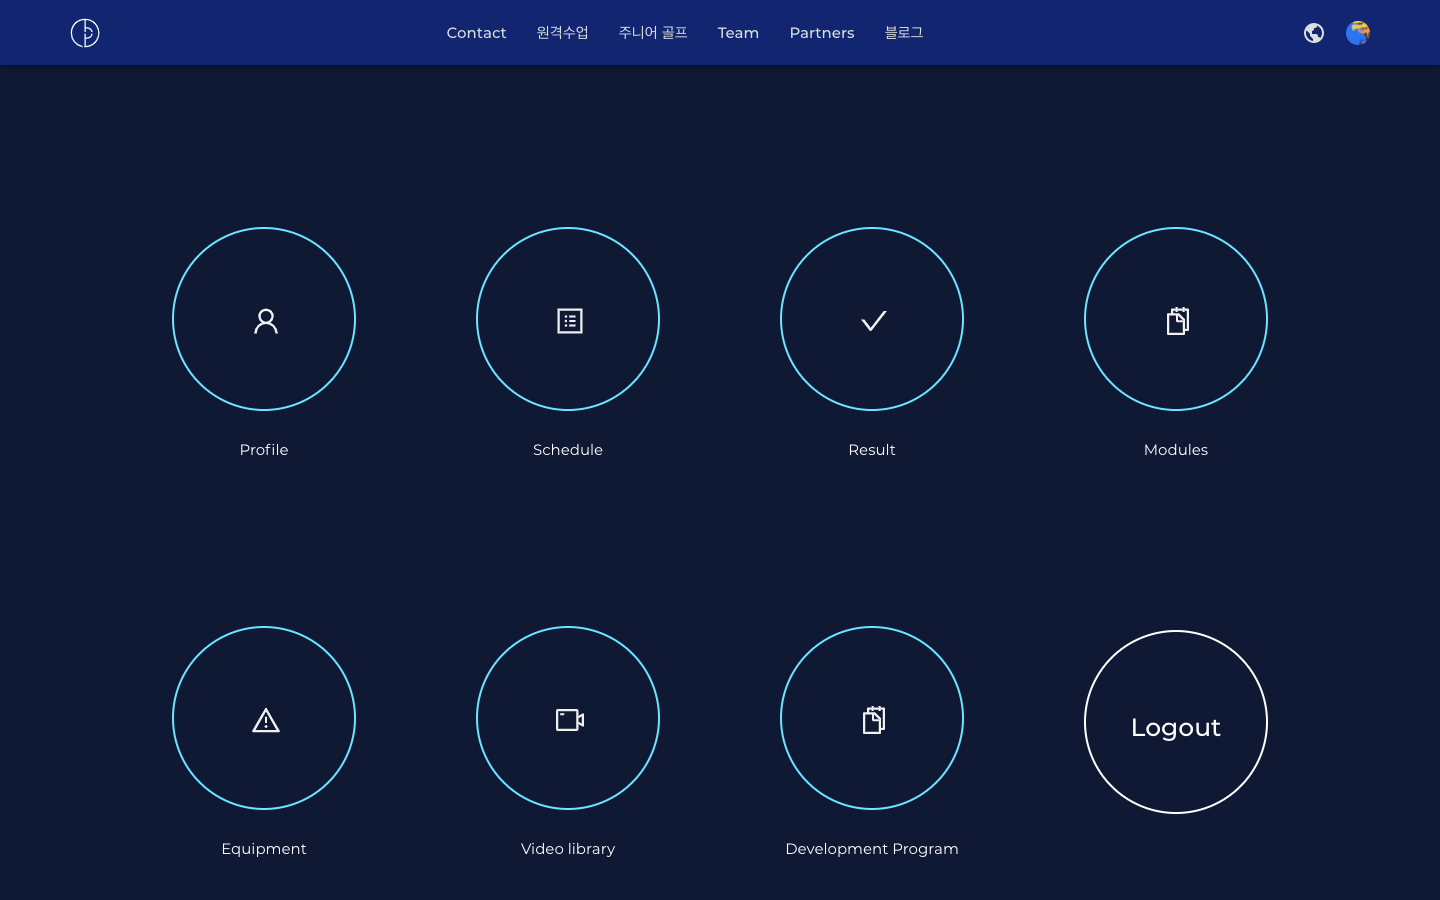 Contact 원격수업 주니어 골프 Team Partners 블로그
Profile Schedule Result Modules
Logout
Equipment Video library Development Program